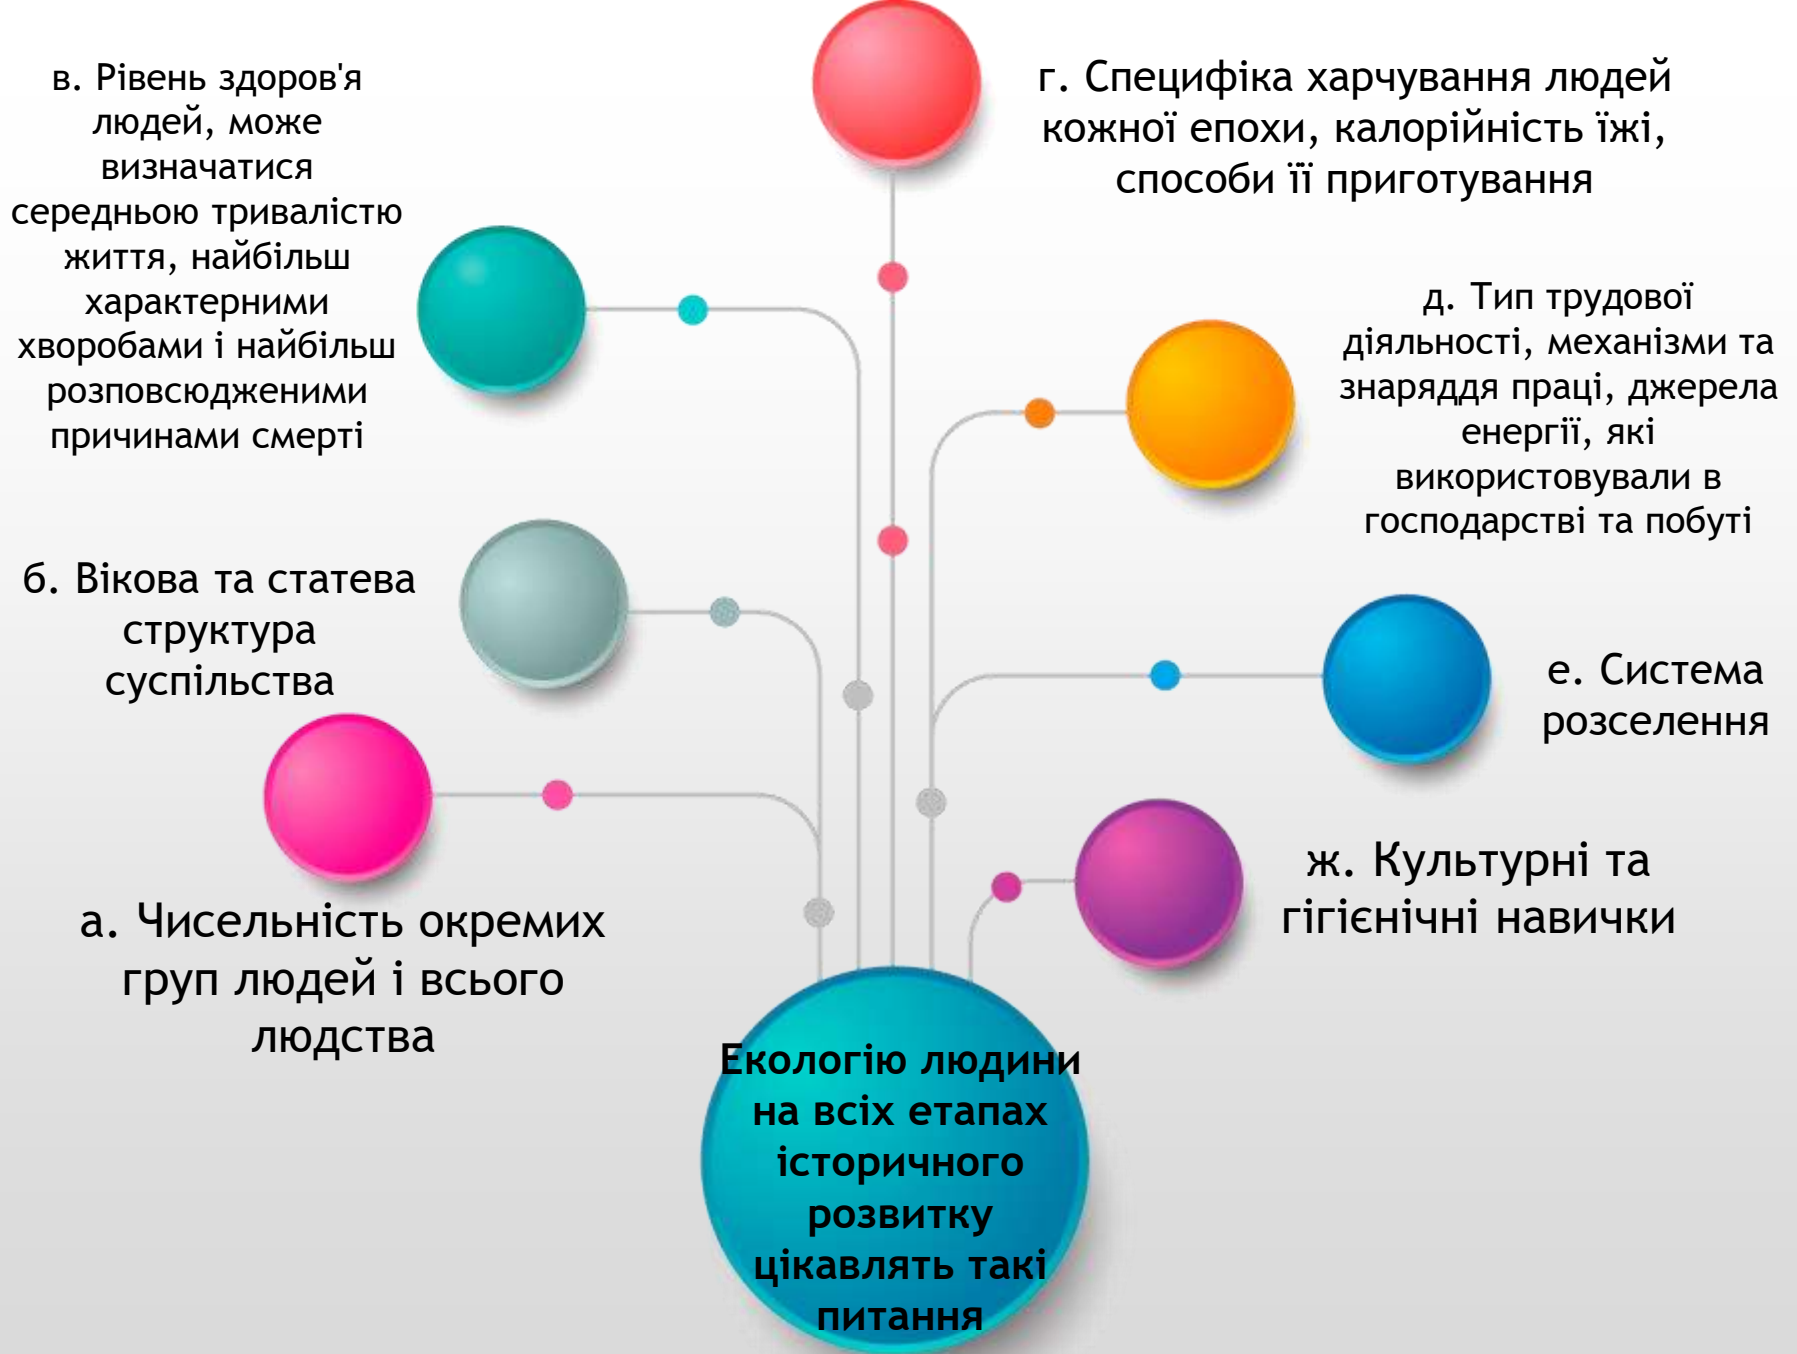 в. Рівень здоров'я
людей, може
визначатися
середньою тривалістю
життя, найбільш
характерними
хворобами і найбільш
розповсюдженими
причинами смерті
г. Специфіка харчування людей
кожної епохи, калорійність їжі,
способи її приготування
д. Тип трудової
діяльності, механізми та
знаряддя праці, джерела
енергії, які
використовували в
господарстві та побуті
б. Вікова та статева
структура
суспільства
е. Система
розселення
а. Чисельність окремих
груп людей і всього
людства
ж. Культурні та
гігієнічні навички
Екологію людини
на всіх етапах
історичного
розвитку
цікавлять такі
питання